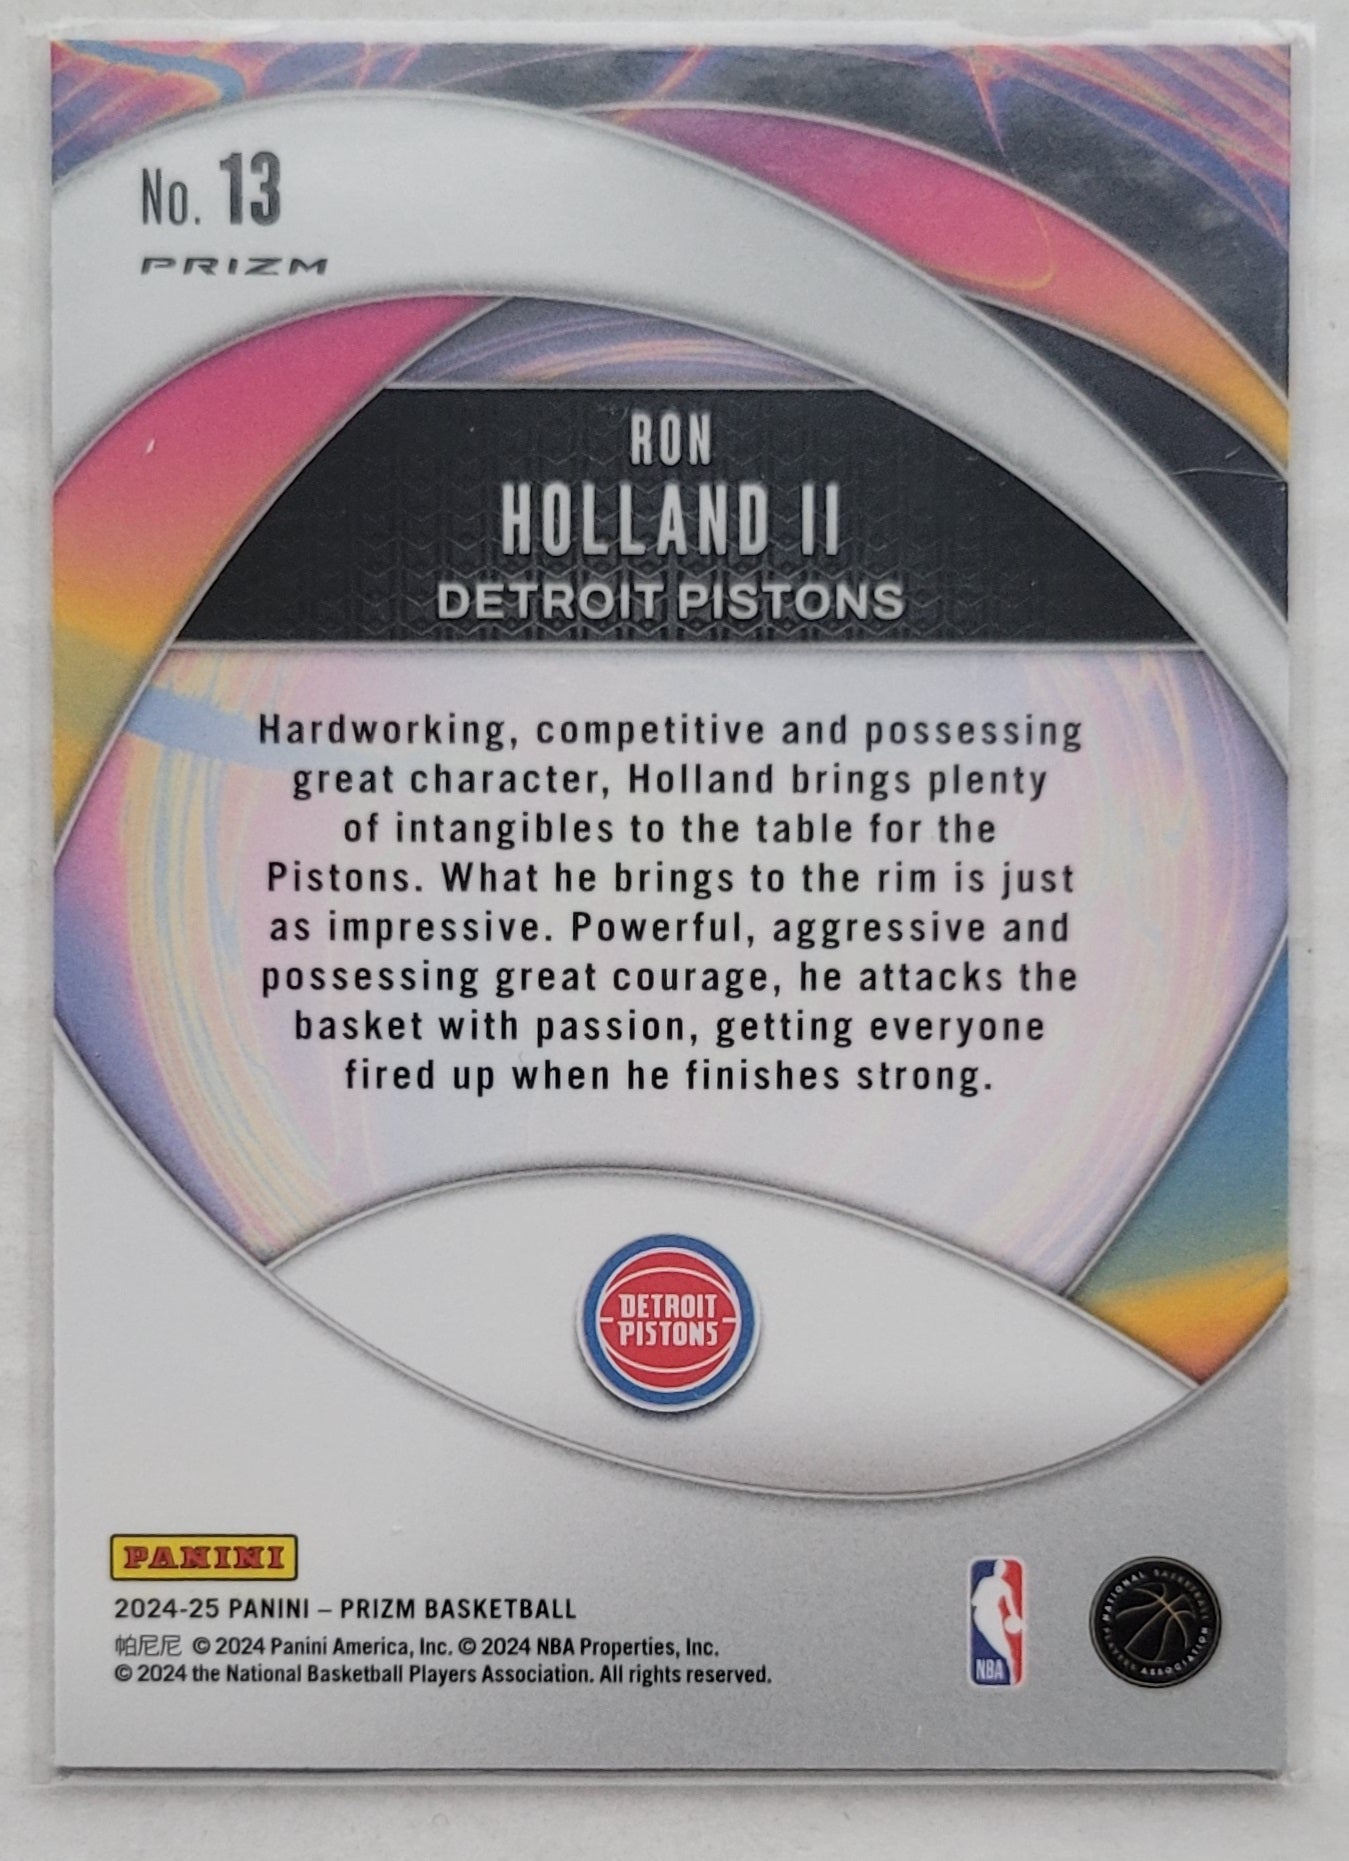 No. 13
PRIZM
RON
HOLLAND II
DETROIT PISTONS
Hardworking, competitive and possessing
great character, Holland brings plenty
of intangibles to the table for the
Pistons. What he brings to the rim is just
as impressive. Powerful, aggressive and
possessing great courage, he attacks the
basket with passion, getting everyone
fired up when he finishes strong.
DETROIT
PISTONS
PANINI
2024-25 PANINI – PRIZM BASKETBALL
帕尼尼 © 2024 Panini America, Inc. © 2024 NBA Properties, Inc.
© 2024 the National Basketball Players Association. All rights reserved.
NBA
NATIONAL BASKETBALL
PLAYERS ASSOCIATION